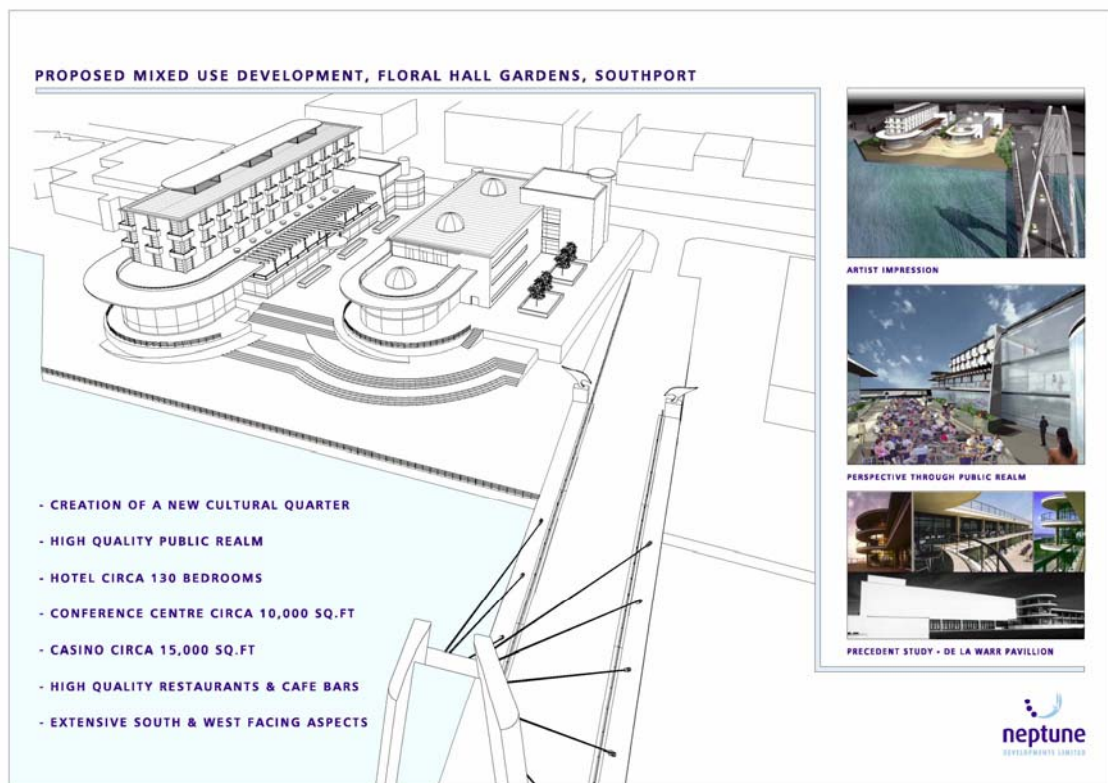 PROPOSED MIXED USE DEVELOPMENT, FLORAL HALL GARDENS, SOUTHPORT
- CREATION OF A NEW CULTURAL QUARTER
- HIGH QUALITY PUBLIC REALM
- HOTEL CIRCA 130 BEDROOMS
- CONFERENCE CENTRE CIRCA 10,000 SQ.FT
- CASINO CIRCA 15,000 SQ.FT
- HIGH QUALITY RESTAURANTS & CAFE BARS
- EXTENSIVE SOUTH & WEST FACING ASPECTS
ARTIST IMPRESSION
PERSPECTIVE THROUGH PUBLIC REALM
PRECEDENT STUDY - DE LA WARR PAVILLION
neptune
DEVELOPMENTS LIMITED